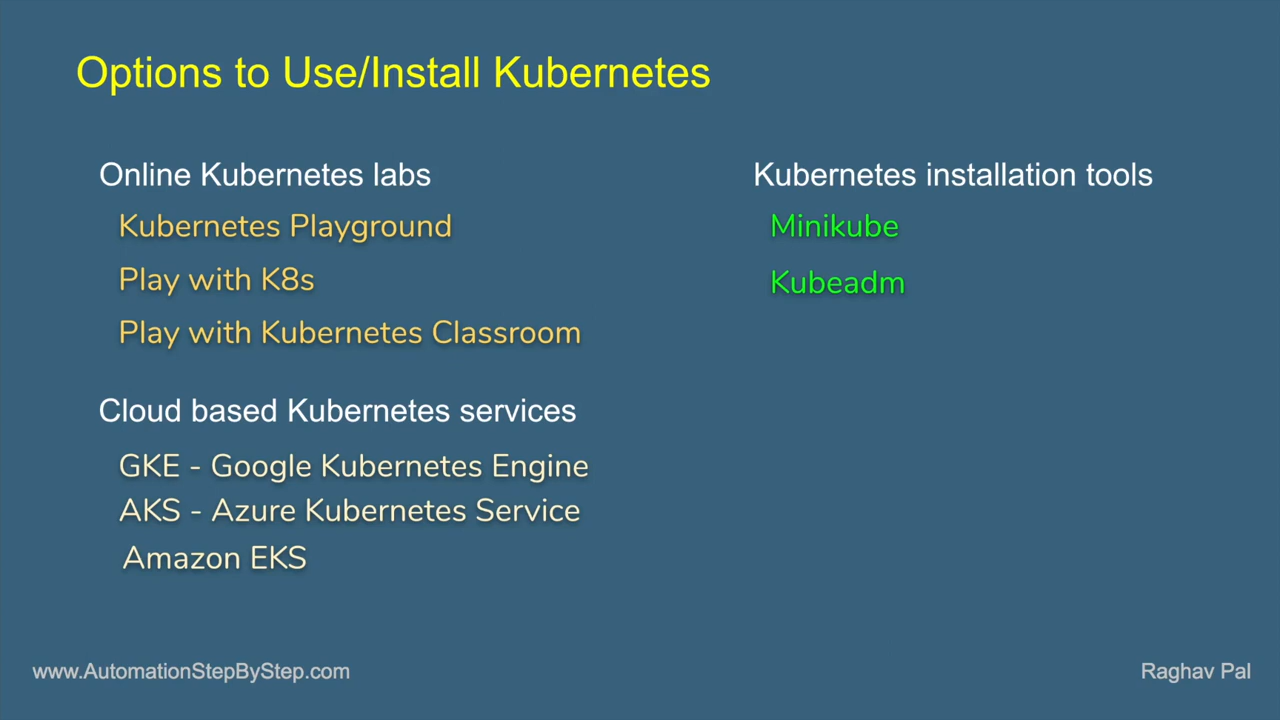 Options to Use/Install Kubernetes
Online Kubernetes labs
Kubernetes Playground
Play with K8s
Play with Kubernetes Classroom
Cloud based Kubernetes services
GKE - Google Kubernetes Engine
AKS - Azure Kubernetes Service
Amazon EKS
Kubernetes installation tools
Minikube
Kubeadm
www.AutomationStepByStep.com
Raghav Pal